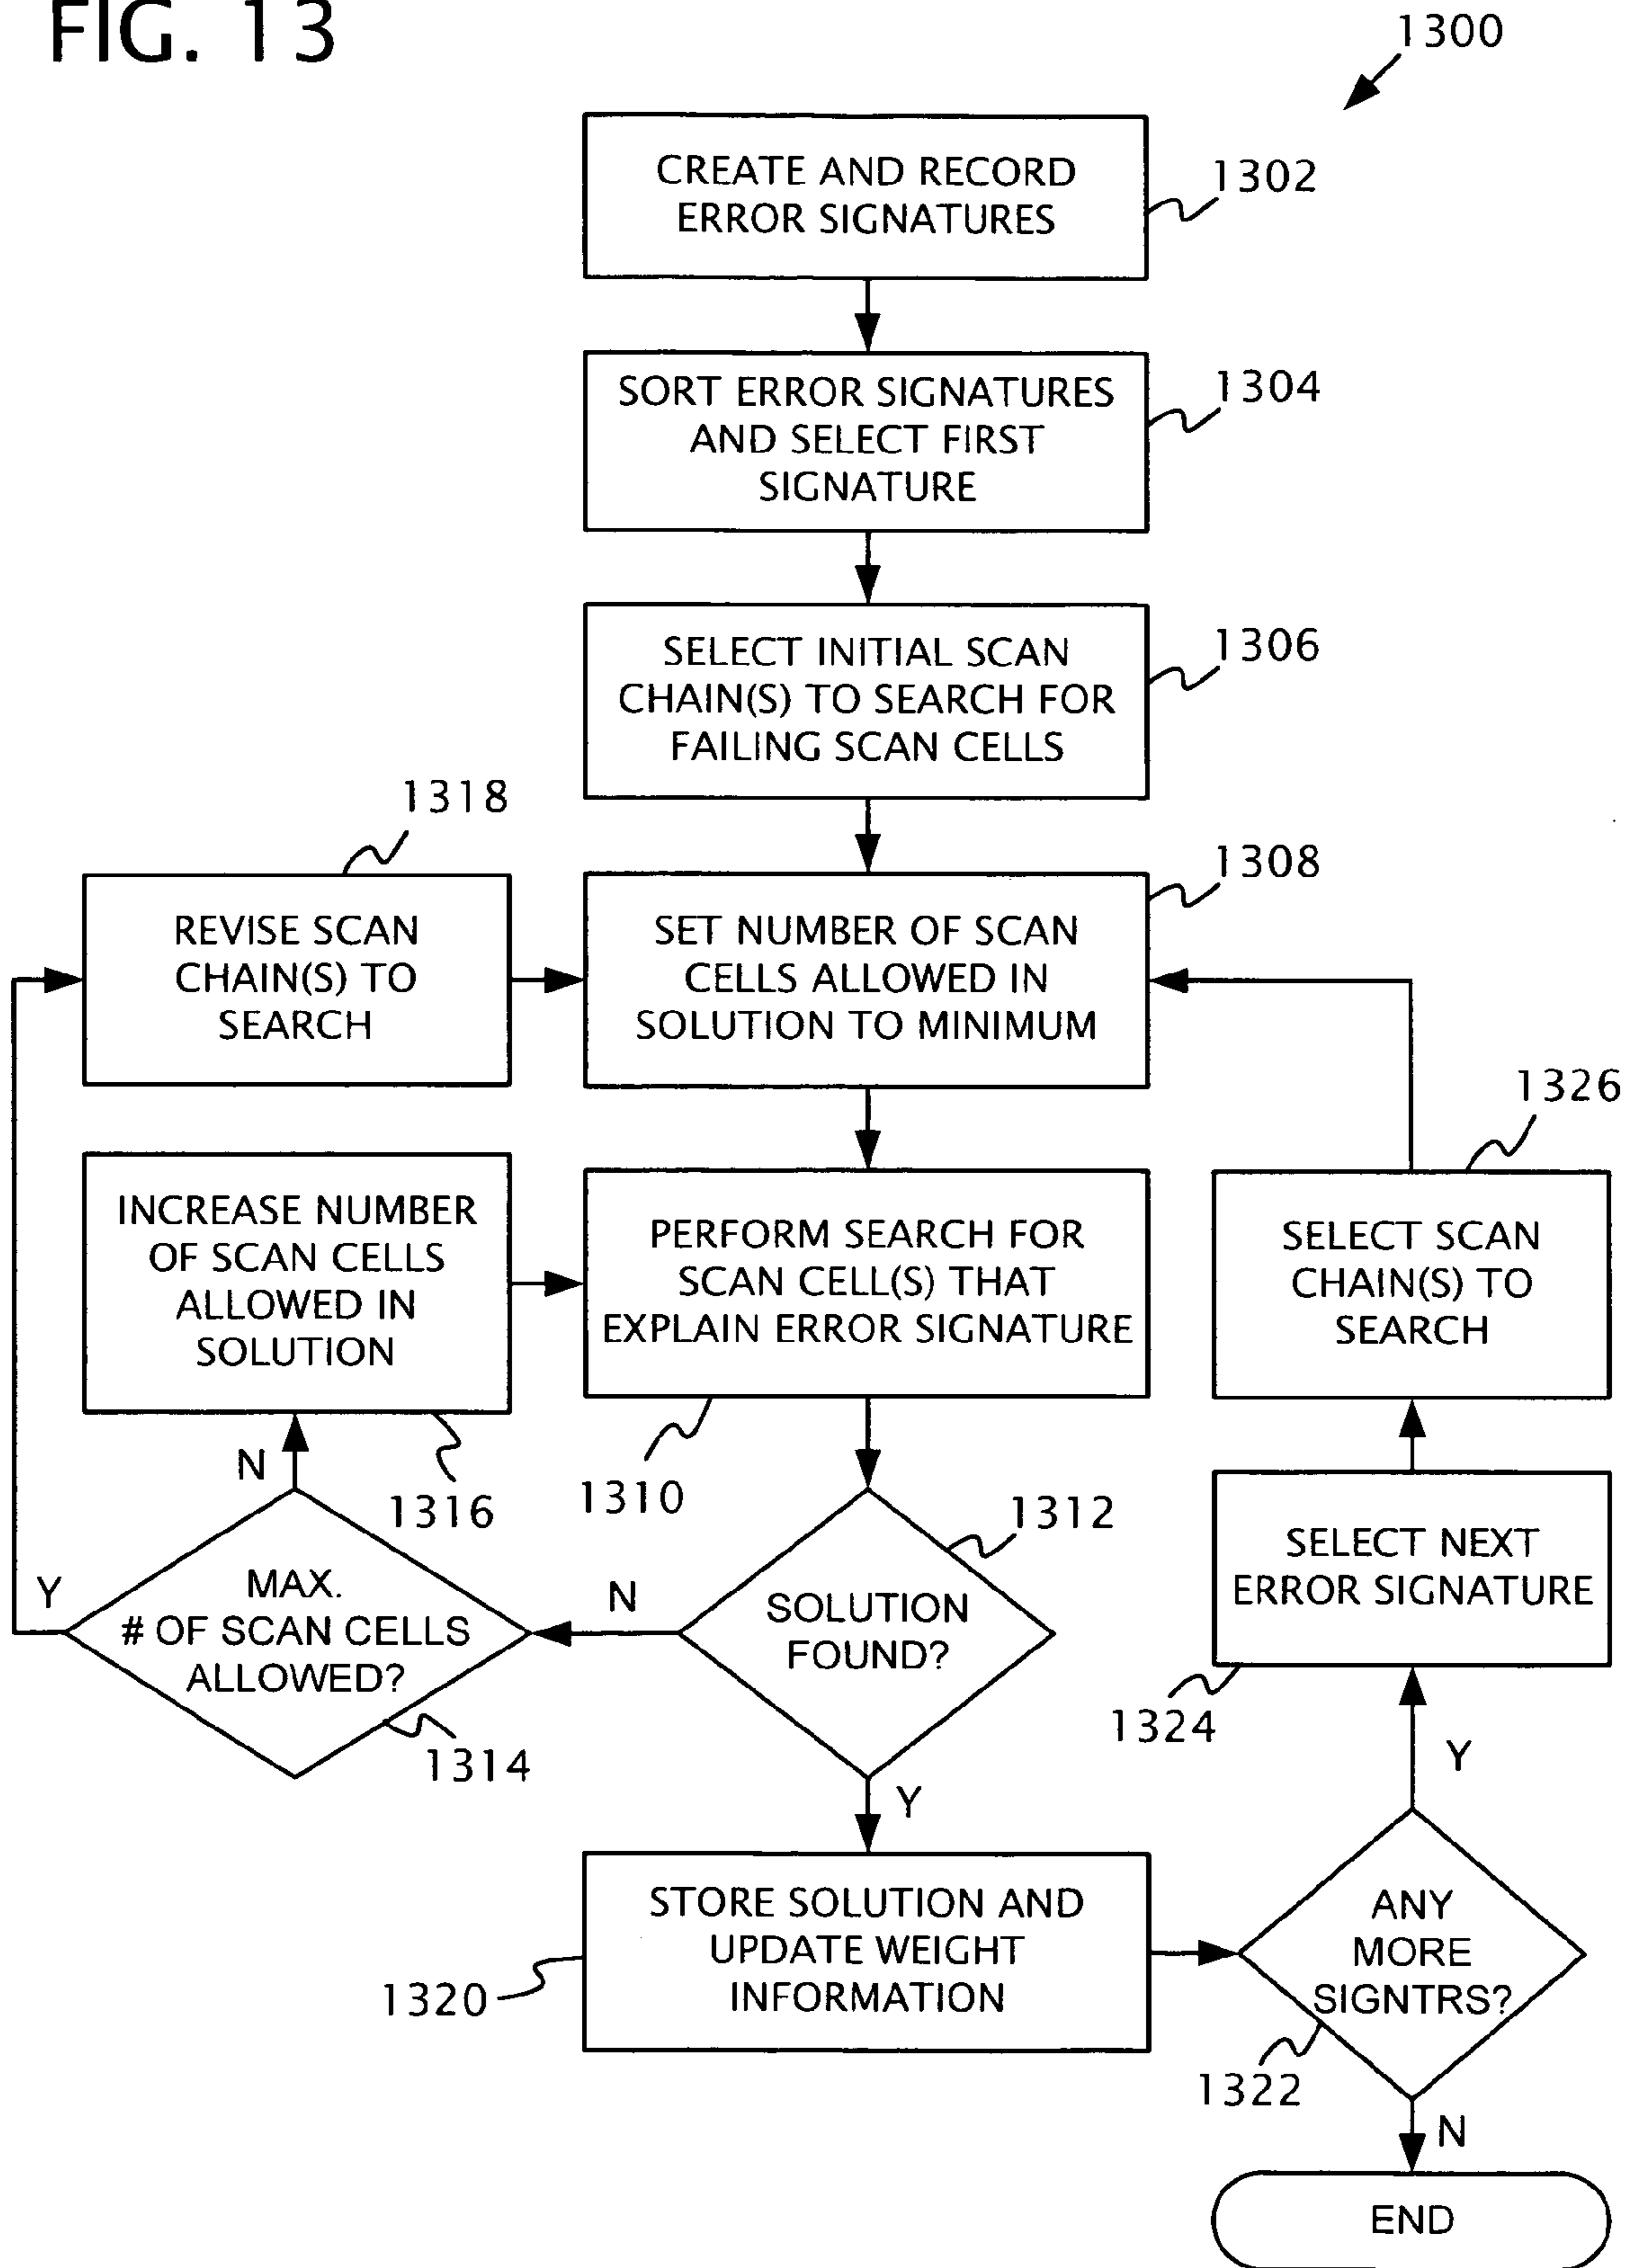 FIG. 13
1300
CREATE AND RECORD
ERROR SIGNATURES
1302
SORT ERROR SIGNATURES
AND SELECT FIRST
SIGNATURE
1304
SELECT INITIAL SCAN
CHAIN(S) TO SEARCH FOR
FAILING SCAN CELLS
1306
1318
REVISE SCAN
CHAIN(S) TO
SEARCH
SET NUMBER OF SCAN
CELLS ALLOWED IN
SOLUTION TO MINIMUM
1308
INCREASE NUMBER
OF SCAN CELLS
ALLOWED IN
SOLUTION
1316
PERFORM SEARCH FOR
SCAN CELL(S) THAT
EXPLAIN ERROR SIGNATURE
1310
1326
SELECT SCAN
CHAIN(S) TO
SEARCH
N
Y
MAX.
# OF SCAN CELLS
ALLOWED?
1314
N
SOLUTION
FOUND?
1312
Y
SELECT NEXT
ERROR SIGNATURE
1324
Y
STORE SOLUTION AND
UPDATE WEIGHT
INFORMATION
1320
ANY
MORE
SIGNTRS?
1322
N
END